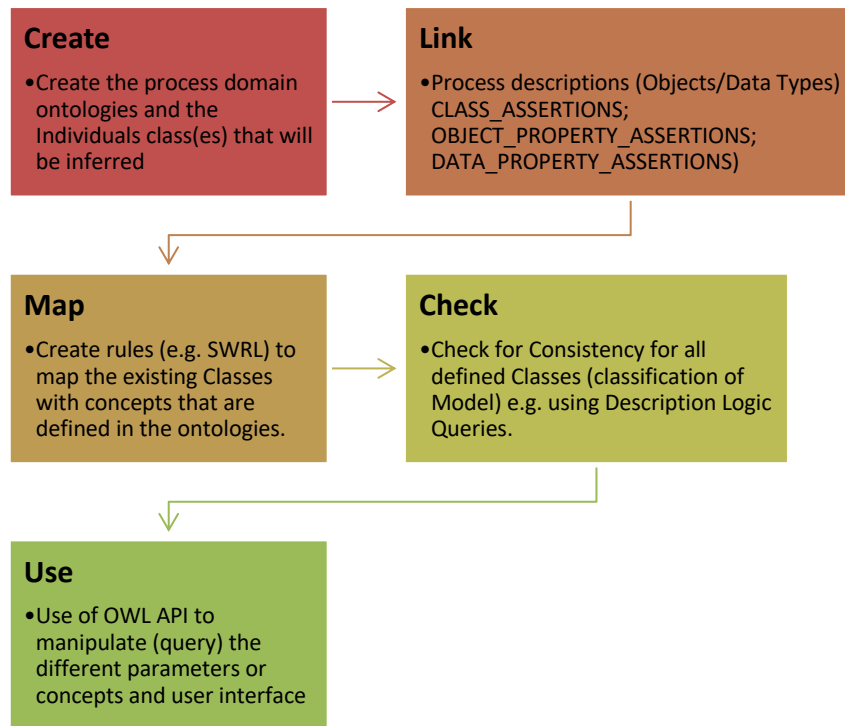 Create
•Create the process domain
ontologies and the
Individuals class(es) that will
be inferred
Link
•Process descriptions (Objects/Data Types)
CLASS_ASSERTIONS;
OBJECT_PROPERTY_ASSERTIONS;
DATA_PROPERTY_ASSERTIONS)
Map
•Create rules (e.g. SWRL) to
map the existing Classes
with concepts that are
defined in the ontologies.
Check
•Check for Consistency for all
defined Classes (classification of
Model) e.g. using Description Logic
Queries.
Use
•Use of OWL API to
manipulate (query) the
different parameters or
concepts and user interface